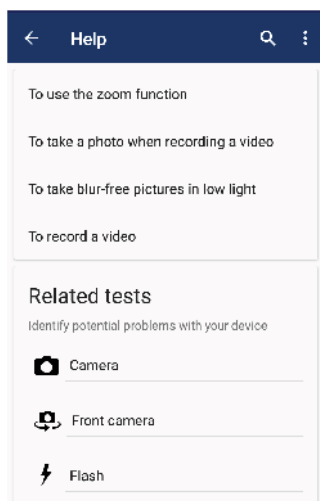 Help
To use the zoom function
To take a photo when recording a video
To take blur-free pictures in low light
To record a video
Related tests
Identify potential problems with your device
Camera
Front camera
Flash